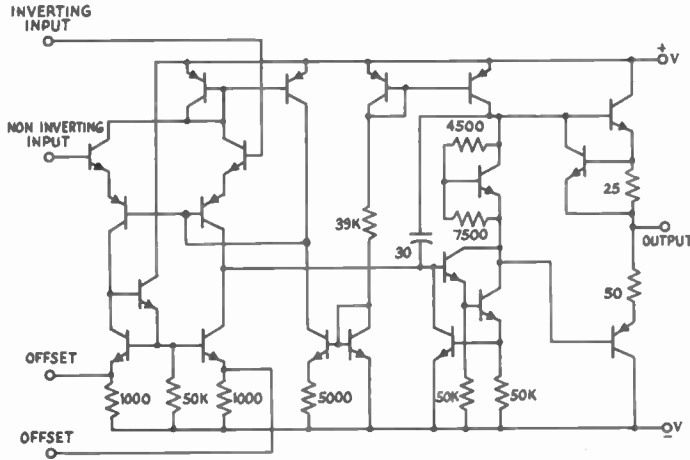 INVERTING
INPUT
+
V
NON INVERTING
INPUT
4500
25
39K
7500
30
OUTPUT
50
OFFSET
1000
50K
1000
5000
50K
50K
V
−
OFFSET